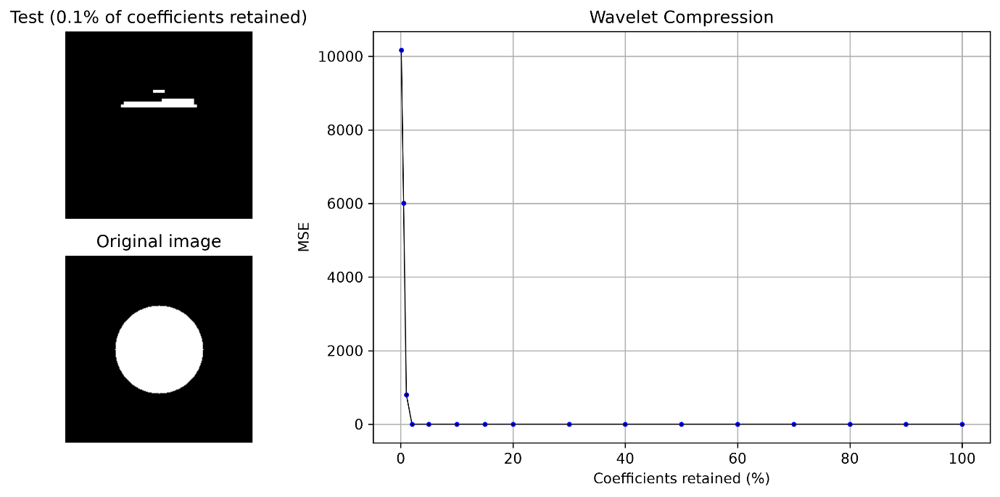 Test (0.1% of coefficients retained)
Original image
Wavelet Compression
MSE
10000
8000
6000
4000
2000
0
0 20 40 60 80 100
Coefficients retained (%)